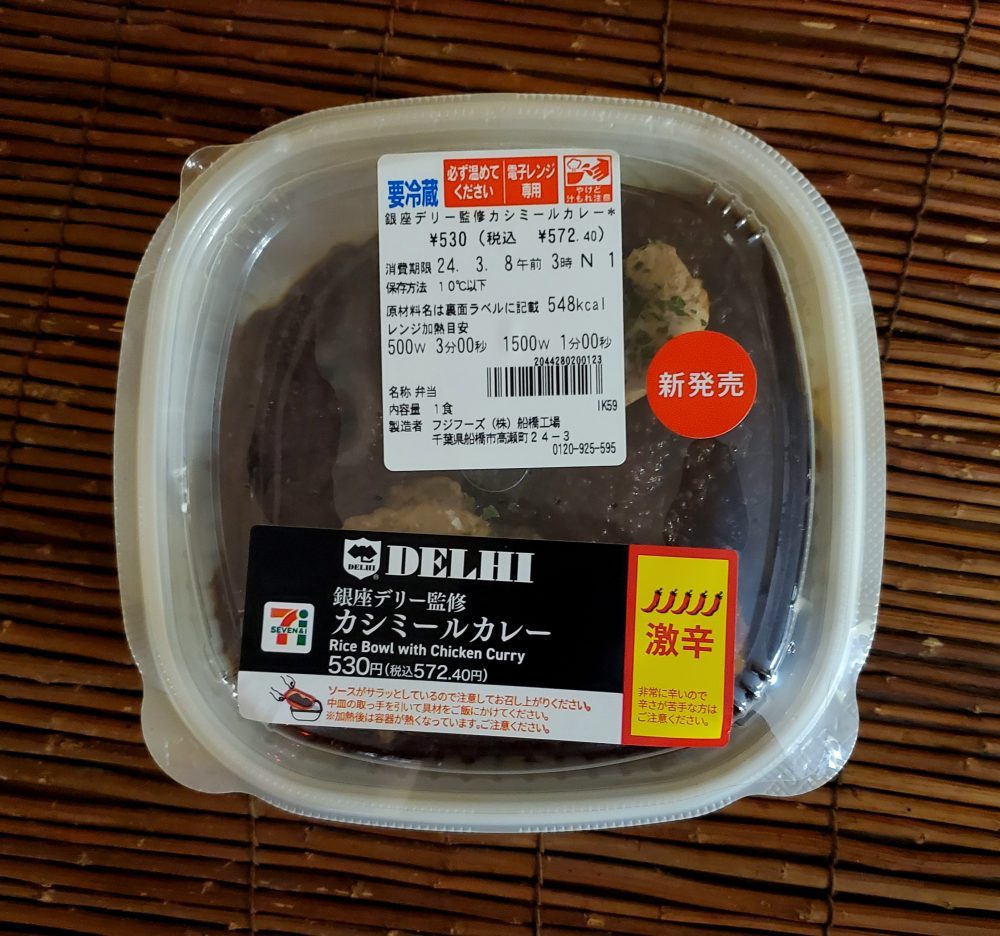 要冷蔵
必ず温めて
ください
電子レンジ
専用
やけど
汁もれ注意
銀座デリー監修カシミールカレー*
¥530 (税込 ¥572.40)
消費期限 24. 3. 8午前 3時 N 1
保存方法 10℃以下
原材料名は裏面ラベルに記載 548kcal
レンジ加熱目安
500W 3分00秒 1500W 1分00秒
2044280200123
名称 弁当
内容量 1食
IK59
製造者 フジフーズ(株)船橋工場
千葉県船橋市高瀬町24-3
0120-925-595
新発売
DELHI
DELHI
銀座デリー監修
カシミールカレー
Rice Bowl with Chicken Curry
530円(税込572.40円)
SEVEN&i
ソースがサラッとしているので注意してお召し上がりください。
中皿の取っ手を引いて具材をご飯にかけてください。
※加熱後は容器が熱くなっています。ご注意ください。
激辛
非常に辛いので
辛さが苦手な方は
ご注意ください。